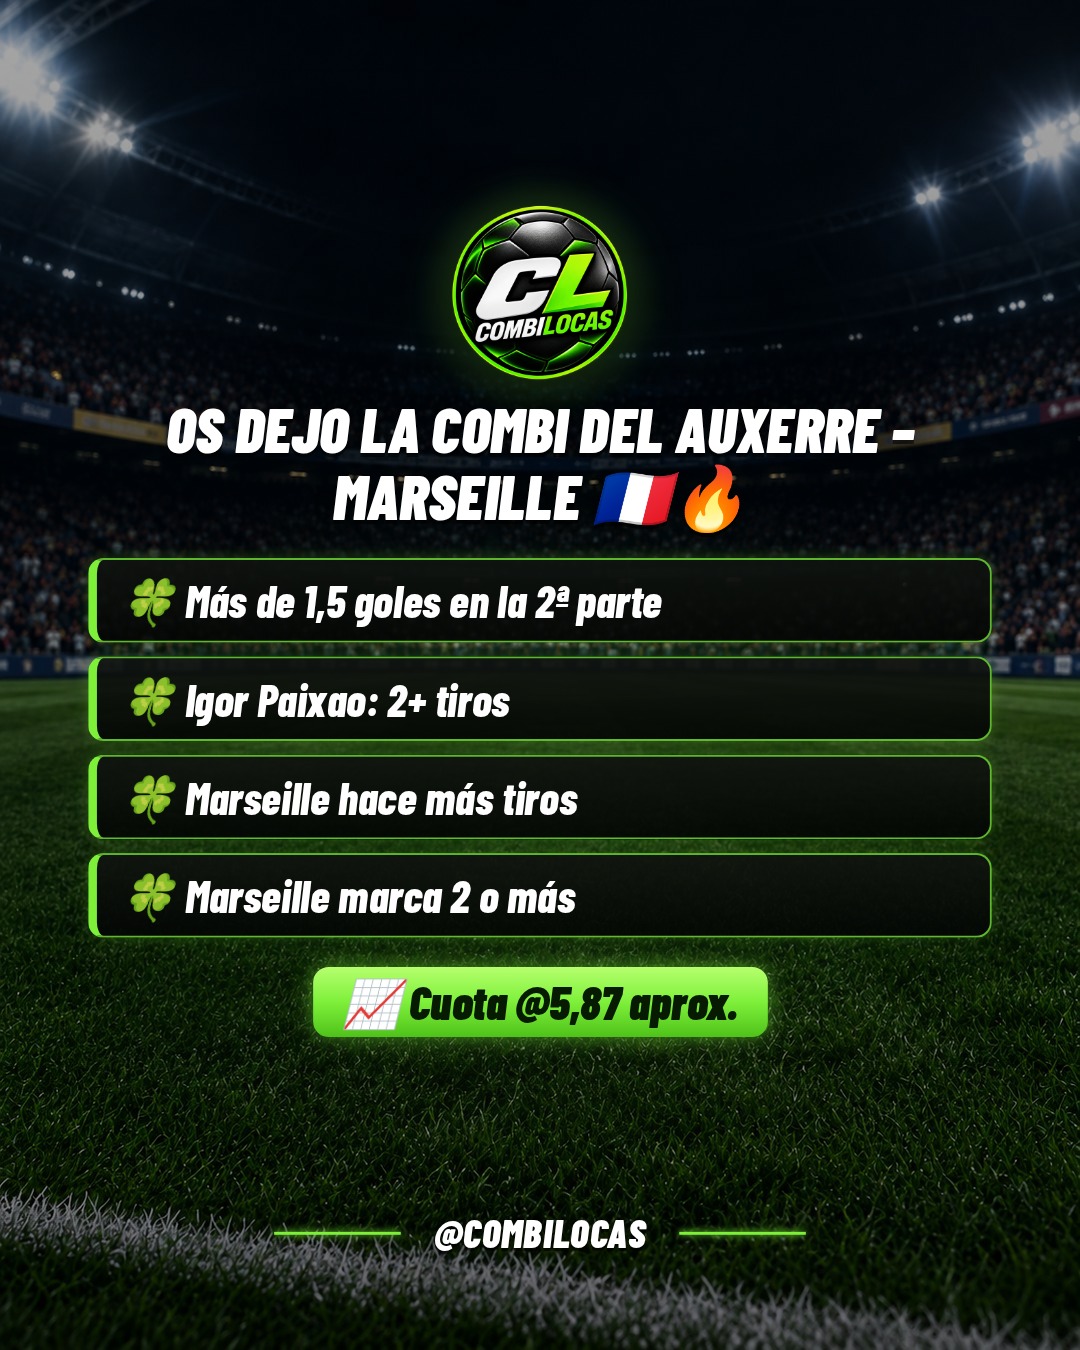 CL
COMBILOCAS
OS DEJO LA COMBI DEL AUXERRE -
MARSEILLE 🇫🇷🔥
🍀 Más de 1,5 goles en la 2ª parte
🍀 Igor Paixao: 2+ tiros
🍀 Marseille hace más tiros
🍀 Marseille marca 2 o más
📈 Cuota @5,87 aprox.
@COMBILOCAS